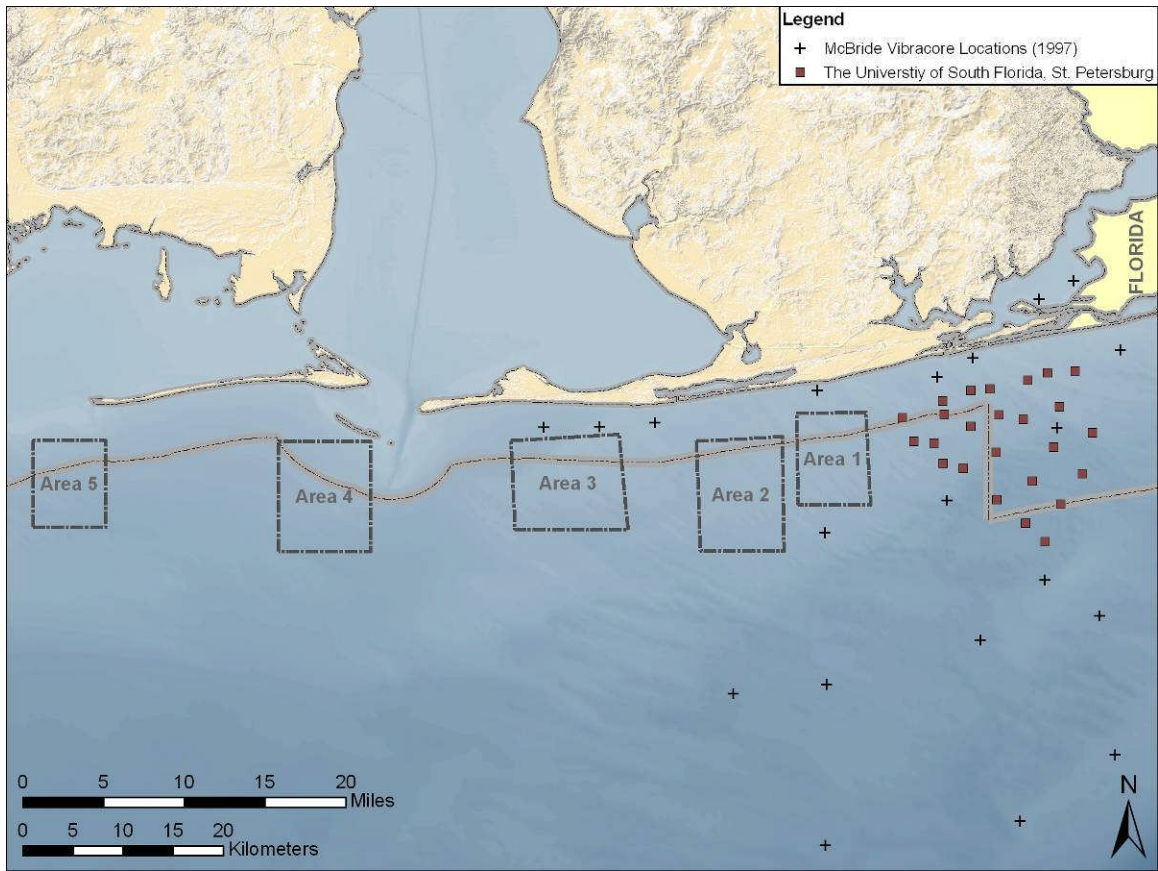 Legend
McBride Vibracore Locations (1997)
The Universtiy of South Florida, St. Petersburg
FLORIDA
Area 5
Area 4
Area 3
Area 2
Area 1
0 5 10 15 20
Miles
0 5 10 15 20
Kilometers
N